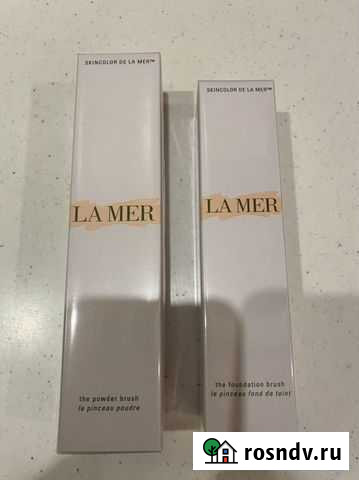 SKINCOLOR DE LA MER™
LA MER
the powder brush
le pinceau poudre
SKINCOLOR DE LA MER™
LA MER
the foundation brush
le pinceau fond de teint
rosndv.ru